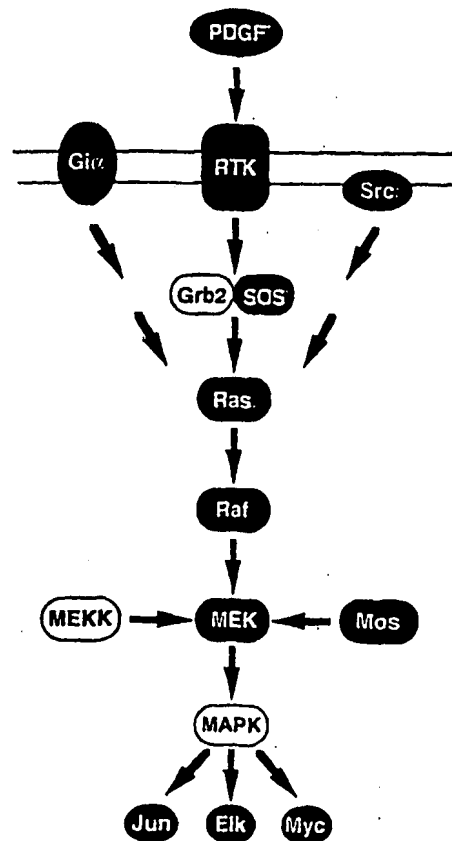 PDGF
Giα
RTK
Src
Grb2 SOS
Ras
Raf
MEKK
MEK
Mos
MAPK
Jun
Elk
Myc